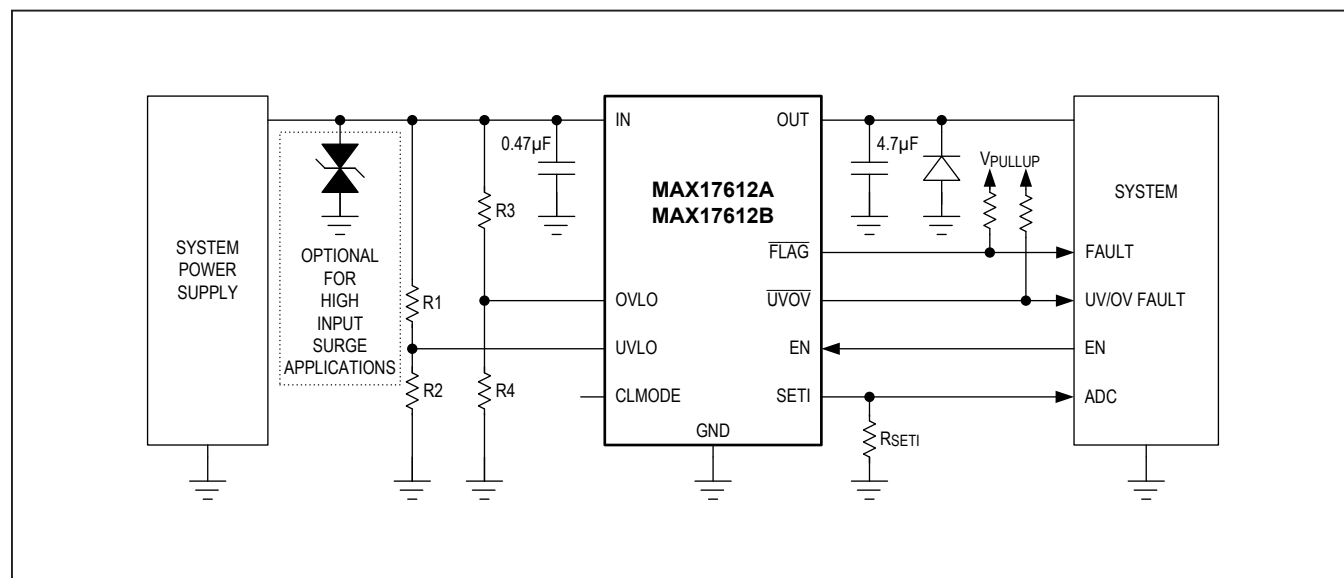 SYSTEM
POWER
SUPPLY
OPTIONAL
FOR
HIGH
INPUT
SURGE
APPLICATIONS
R1
R2
R3
R4
0.47µF
IN
OUT
MAX17612A
MAX17612B
OVLO
UVLO
CLMODE
GND
FLAG
UVOV
EN
SETI
4.7µF
VPULLUP
RSETI
SYSTEM
FAULT
UV/OV FAULT
EN
ADC